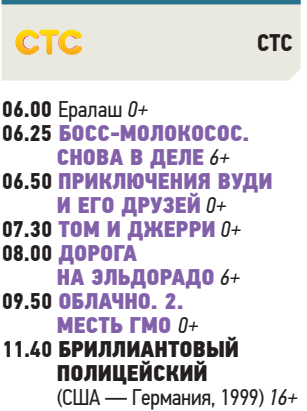 СТС
СТС
06.00 Ералаш 0+
06.25 БОСС-МОЛОКОСОС.
СНОВА В ДЕЛЕ 6+
06.50 ПРИКЛЮЧЕНИЯ ВУДИ
И ЕГО ДРУЗЕЙ 0+
07.30 ТОМ И ДЖЕРРИ 0+
08.00 ДОРОГА
НА ЭЛЬДОРАДО 6+
09.50 ОБЛАЧНО. 2.
МЕСТЬ ГМО 0+
11.40 БРИЛЛИАНТОВЫЙ
ПОЛИЦЕЙСКИЙ
(США — Германия, 1999) 16+